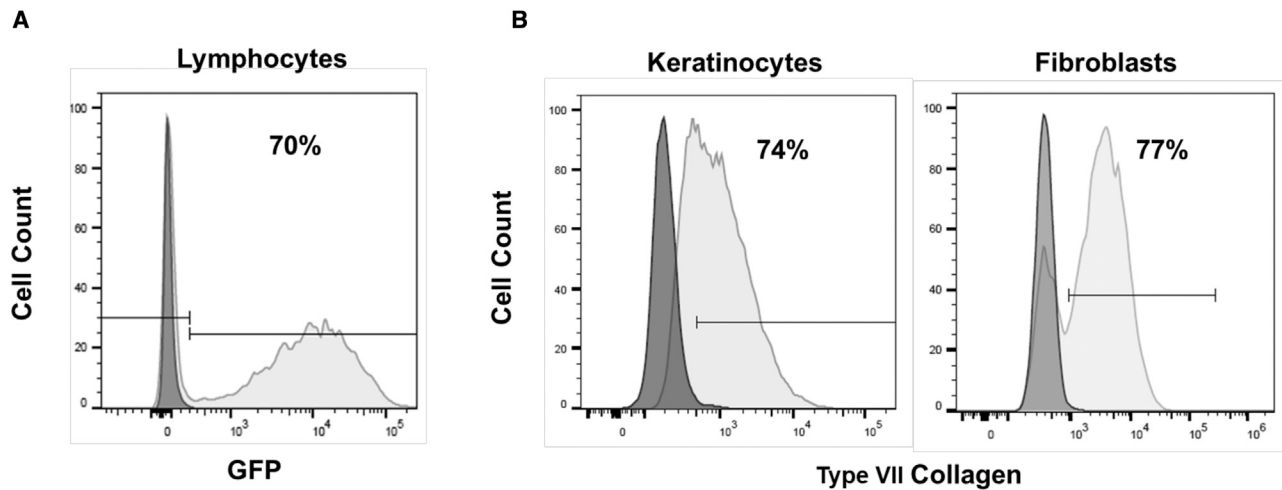 A
B
Lymphocytes
Keratinocytes
Fibroblasts
70%
74%
77%
Cell Count
100
80
60
40
20
0
0 10³ 10⁴ 10⁵
GFP
Cell Count
100
80
60
40
20
0
0 10³ 10⁴ 10⁵
100
80
60
40
20
0
0 10³ 10⁴ 10⁵ 10⁶
Type VII Collagen